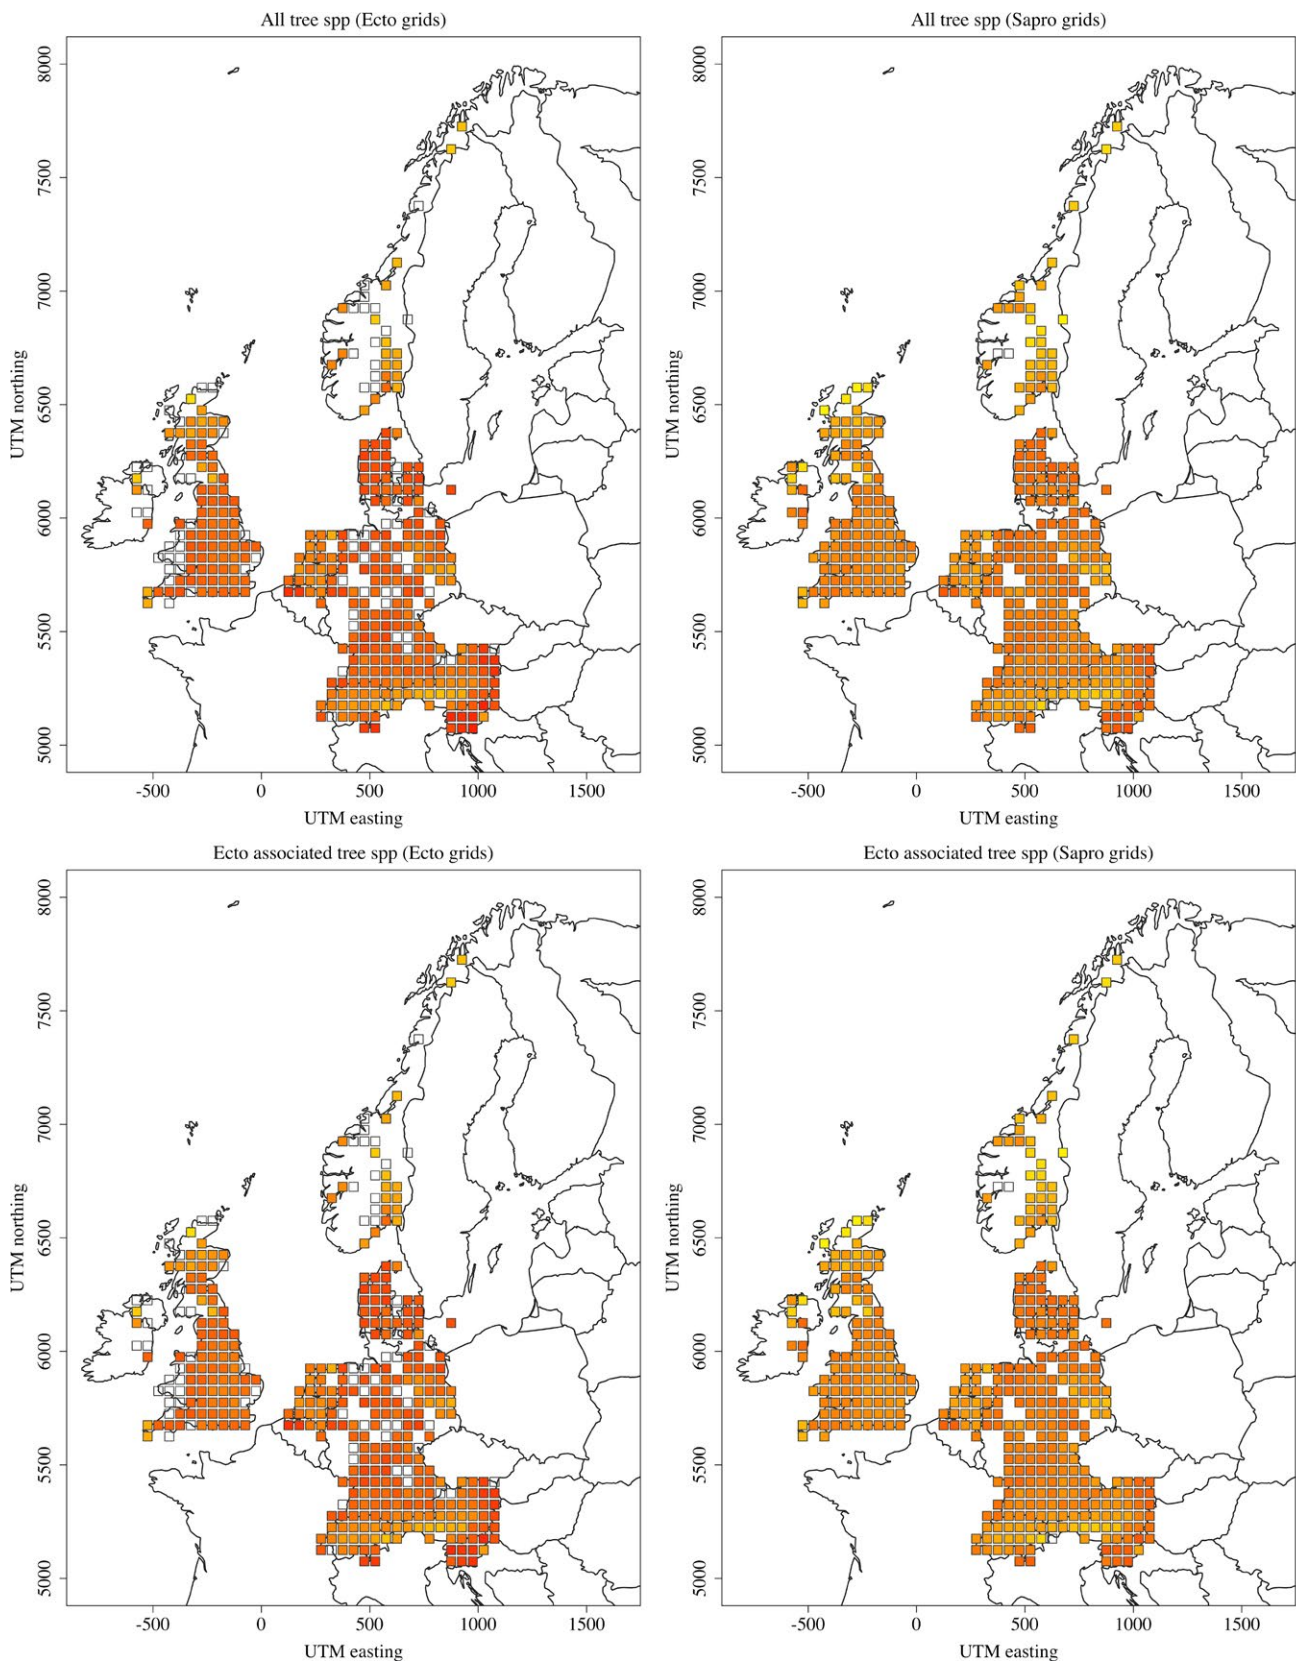 All tree spp (Ecto grids)
All tree spp (Sapro grids)
UTM northing
8000
7500
7000
6500
6000
5500
5000
-500 0 500 1000 1500
UTM easting
UTM northing
8000
7500
7000
6500
6000
5500
5000
-500 0 500 1000 1500
UTM easting
Ecto associated tree spp (Ecto grids)
Ecto associated tree spp (Sapro grids)
UTM northing
8000
7500
7000
6500
6000
5500
5000
-500 0 500 1000 1500
UTM easting
UTM northing
8000
7500
7000
6500
6000
5500
5000
-500 0 500 1000 1500
UTM easting